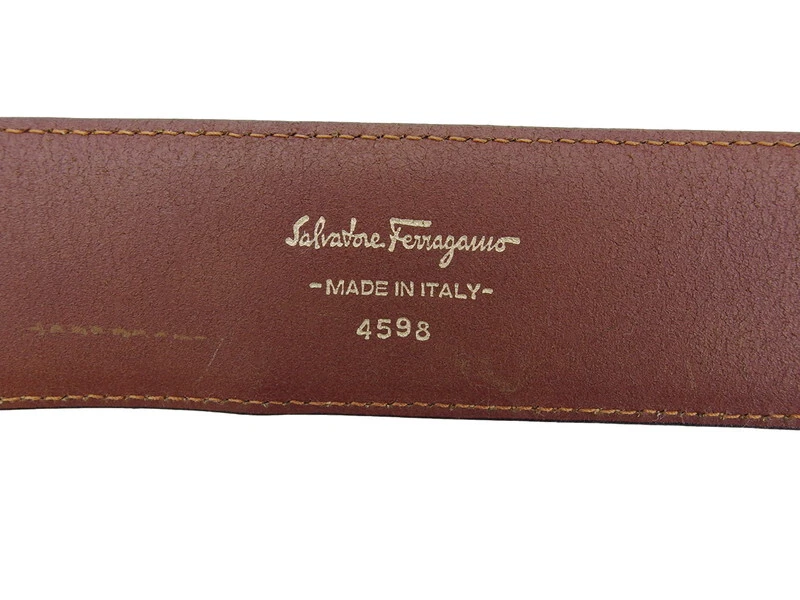 Salvatore Ferragamo
-MADE IN ITALY-
4598